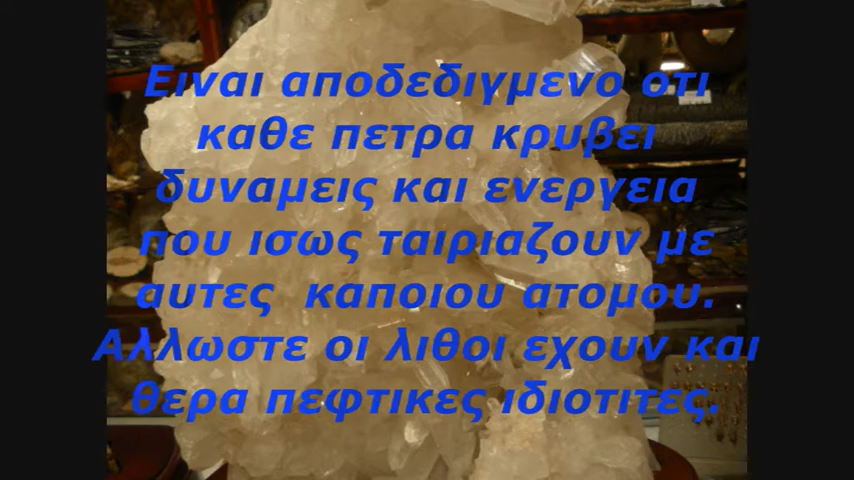 Ειναι αποδεδιγμενο οτι
καθε πετρα κρυβει
δυναμεις και ενεργεια
που ισως ταιριαζουν με
αυτες καποιου ατομου.
Αλλωστε οι λιθοι εχουν και
θερα πεφτικες ιδιοτιτες.